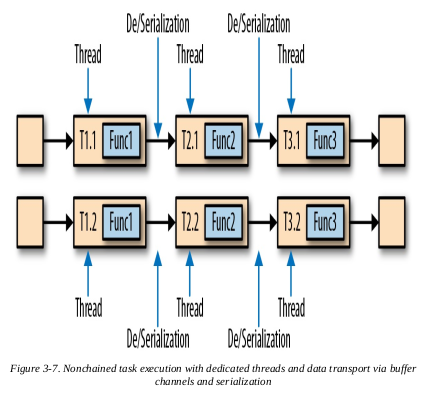 De/Serialization De/Serialization
Thread Thread Thread
T1.1 Func1 T2.1 Func2 T3.1 Func3
T1.2 Func1 T2.2 Func2 T3.2 Func3
Thread Thread Thread
De/Serialization De/Serialization
Figure 3-7. Nonchained task execution with dedicated threads and data transport via buffer
channels and serialization